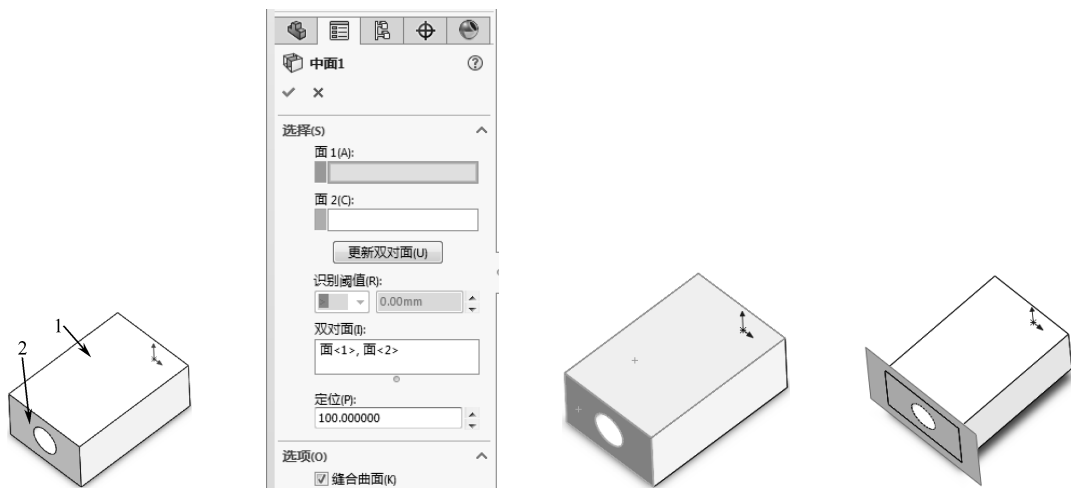 1
2
中面1
选择(S)
面 1(A):
面 2(C):
更新双对面(U)
识别阈值(R):
0.00mm
双对面(I):
面<1>, 面<2>
定位(P):
100.000000
选项(O)
缝合曲面(K)